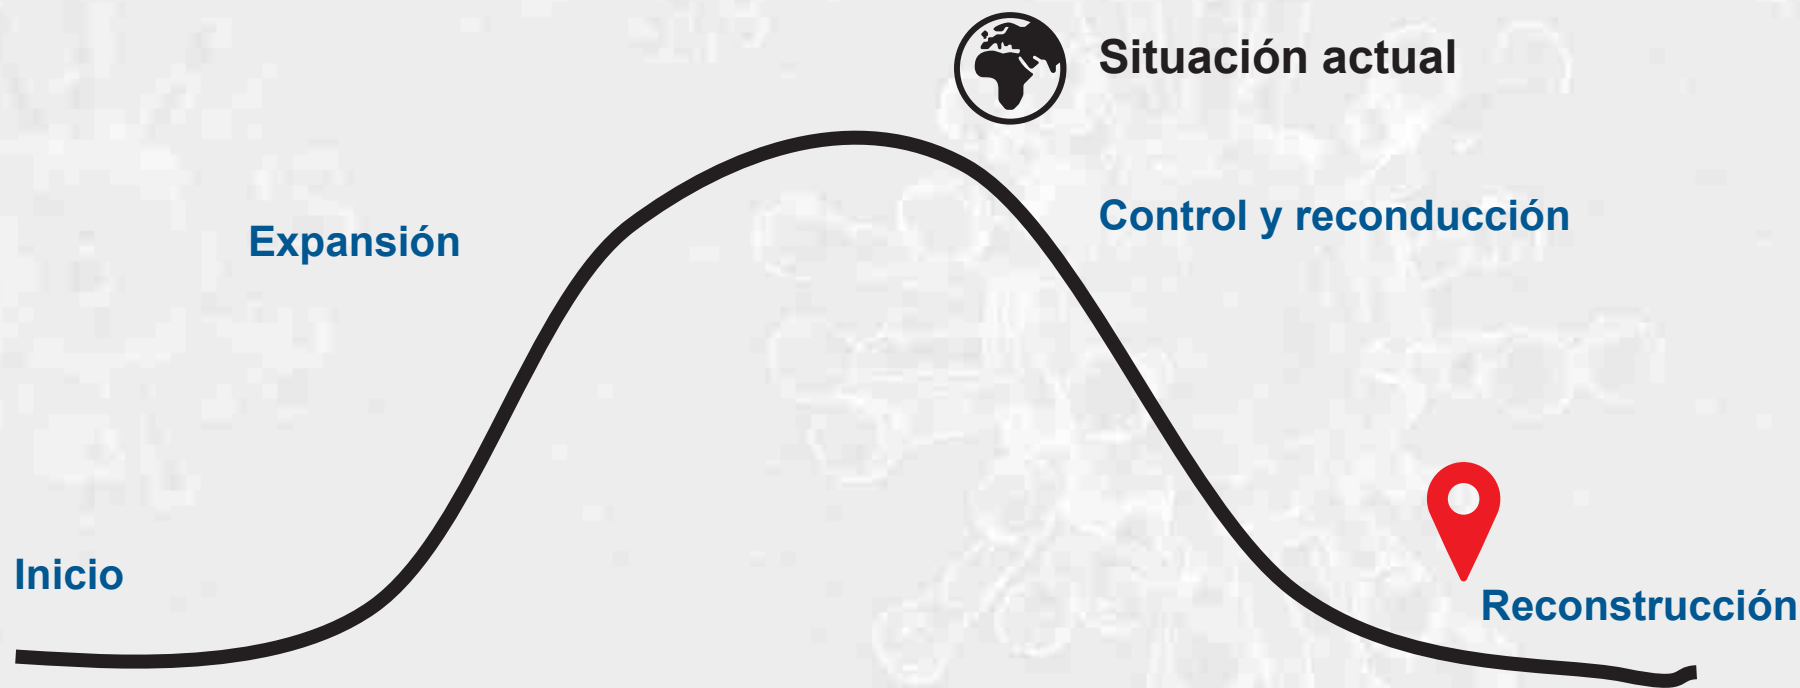 Situación actual
Expansión
Control y reconducción
Inicio
Reconstrucción